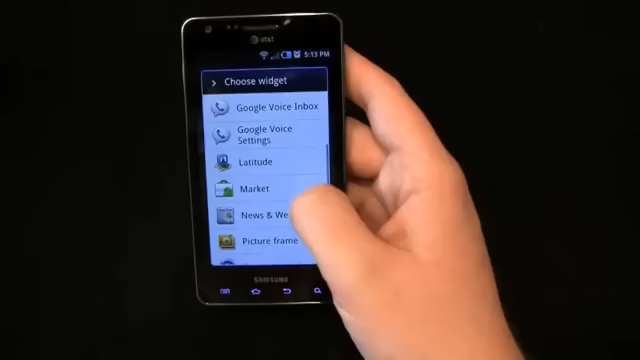 at&t
5:13 PM
Choose widget
Google Voice Inbox
Google Voice
Settings
Latitude
Market
News & We
Picture frame
SAMSUNG